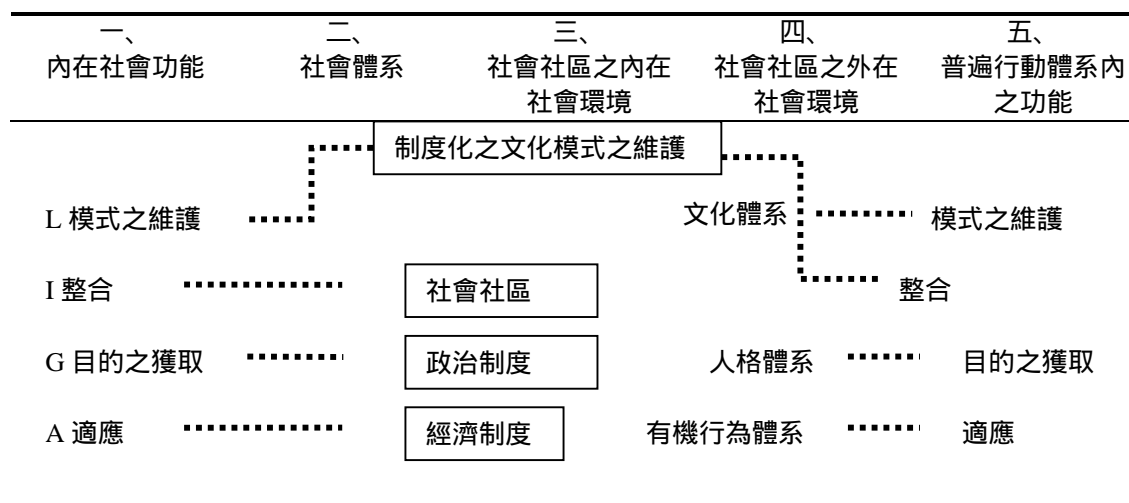 一、 二、 三、 四、 五、
內在社會功能 社會體系 社會社區之內在 社會社區之外在 普遍行動體系內
社會環境 社會環境 之功能
制度化之文化模式之維護
L 模式之維護 文化體系 模式之維護
I 整合 社會社區 整合
G 目的之獲取 政治制度 人格體系 目的之獲取
A 適應 經濟制度 有機行為體系 適應